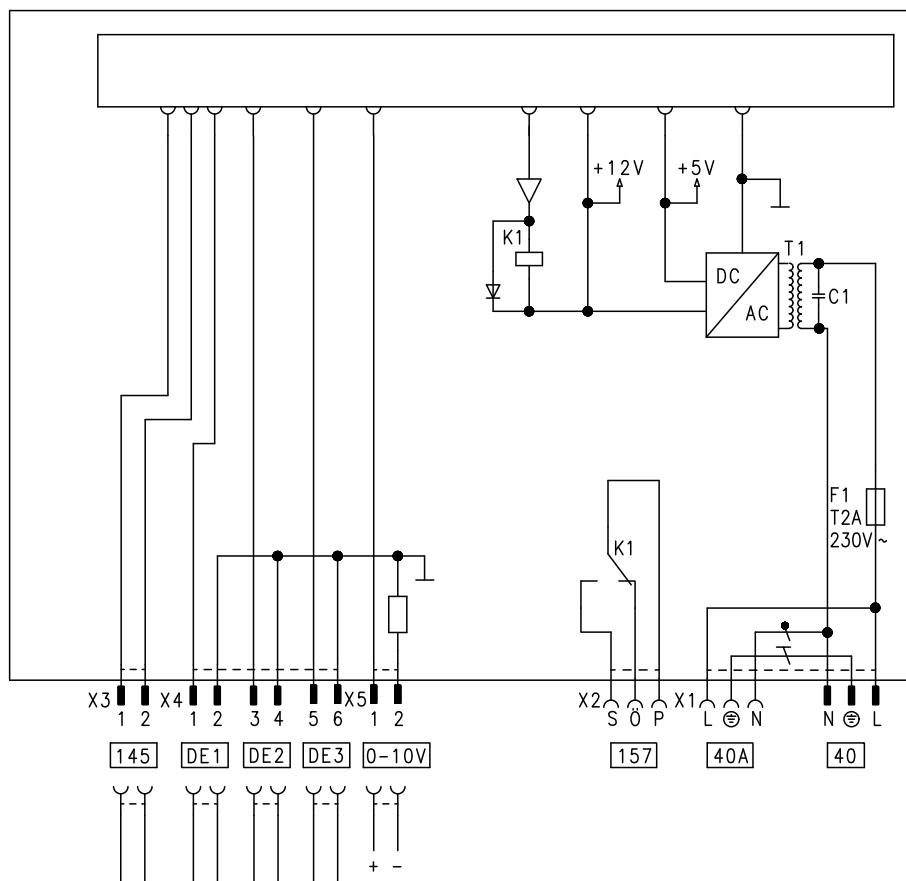 +12V
+5V
K1
T1
DC
AC
C1
F1
T2A
230V ~
K1
X3
X4
X5
X2
X1
1 2 1 2 3 4 5 6 1 2
S Ö P L N N L
145
DE1
DE2
DE3
0-10V
157
40A
40
+ -